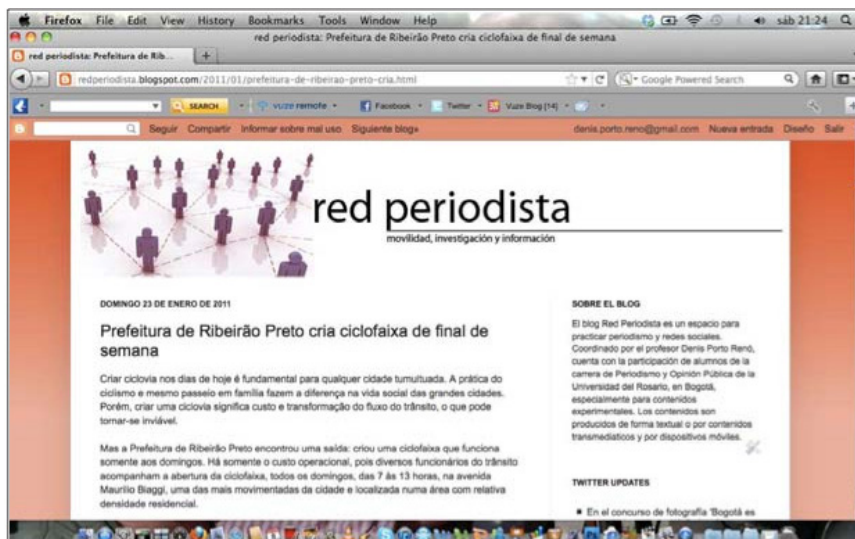 Firefox File Edit View History Bookmarks Tools Window Help sáb 21:24
red periodista: Prefeitura de Ribeirão Preto cria ciclofaixa de final de semana
red periodista: Prefeitura de Rib...
redperiodista.blogspot.com/2011/01/prefeitura-de-ribeirao-preto-cria.html Google Powered Search
SEARCH vuze remote Facebook Twitter Vuze Blog [14]
Seguir Compartir Informar sobre mal uso Siguiente blog» denis.porto.reno@gmail.com Nueva entrada Diseño Salir
red periodista
movilidad, investigación y información
DOMINGO 23 DE ENERO DE 2011
Prefeitura de Ribeirão Preto cria ciclofaixa de final de
semana
Criar ciclovia nos dias de hoje é fundamental para qualquer cidade tumultuada. A prática do
ciclismo e mesmo passeio em família fazem a diferença na vida social das grandes cidades.
Porém, criar uma ciclovia significa custo e transformação do fluxo do trânsito, o que pode
tornar-se inviável.
Mas a Prefeitura de Ribeirão Preto encontrou uma saída: criou uma ciclofaixa que funciona
somente aos domingos. Há somente o custo operacional, pois diversos funcionários do trânsito
acompanham a abertura da ciclofaixa, todos os domingos, das 7 às 13 horas, na avenida
Maurílio Biaggi, uma das mais movimentadas da cidade e localizada numa área com relativa
densidade residencial.
SOBRE EL BLOG
El blog Red Periodista es un espacio para
practicar periodismo y redes sociales.
Coordinado por el profesor Denis Porto Renó,
cuenta con la participación de alumnos de la
carrera de Periodismo y Opinión Pública de la
Universidad del Rosario, en Bogotá,
especialmente para contenidos
experimentales. Los contenidos son
producidos de forma textual o por contenidos
transmediaticos y por dispositivos móviles.
TWITTER UPDATES
En el concurso de fotografía 'Bogotá es